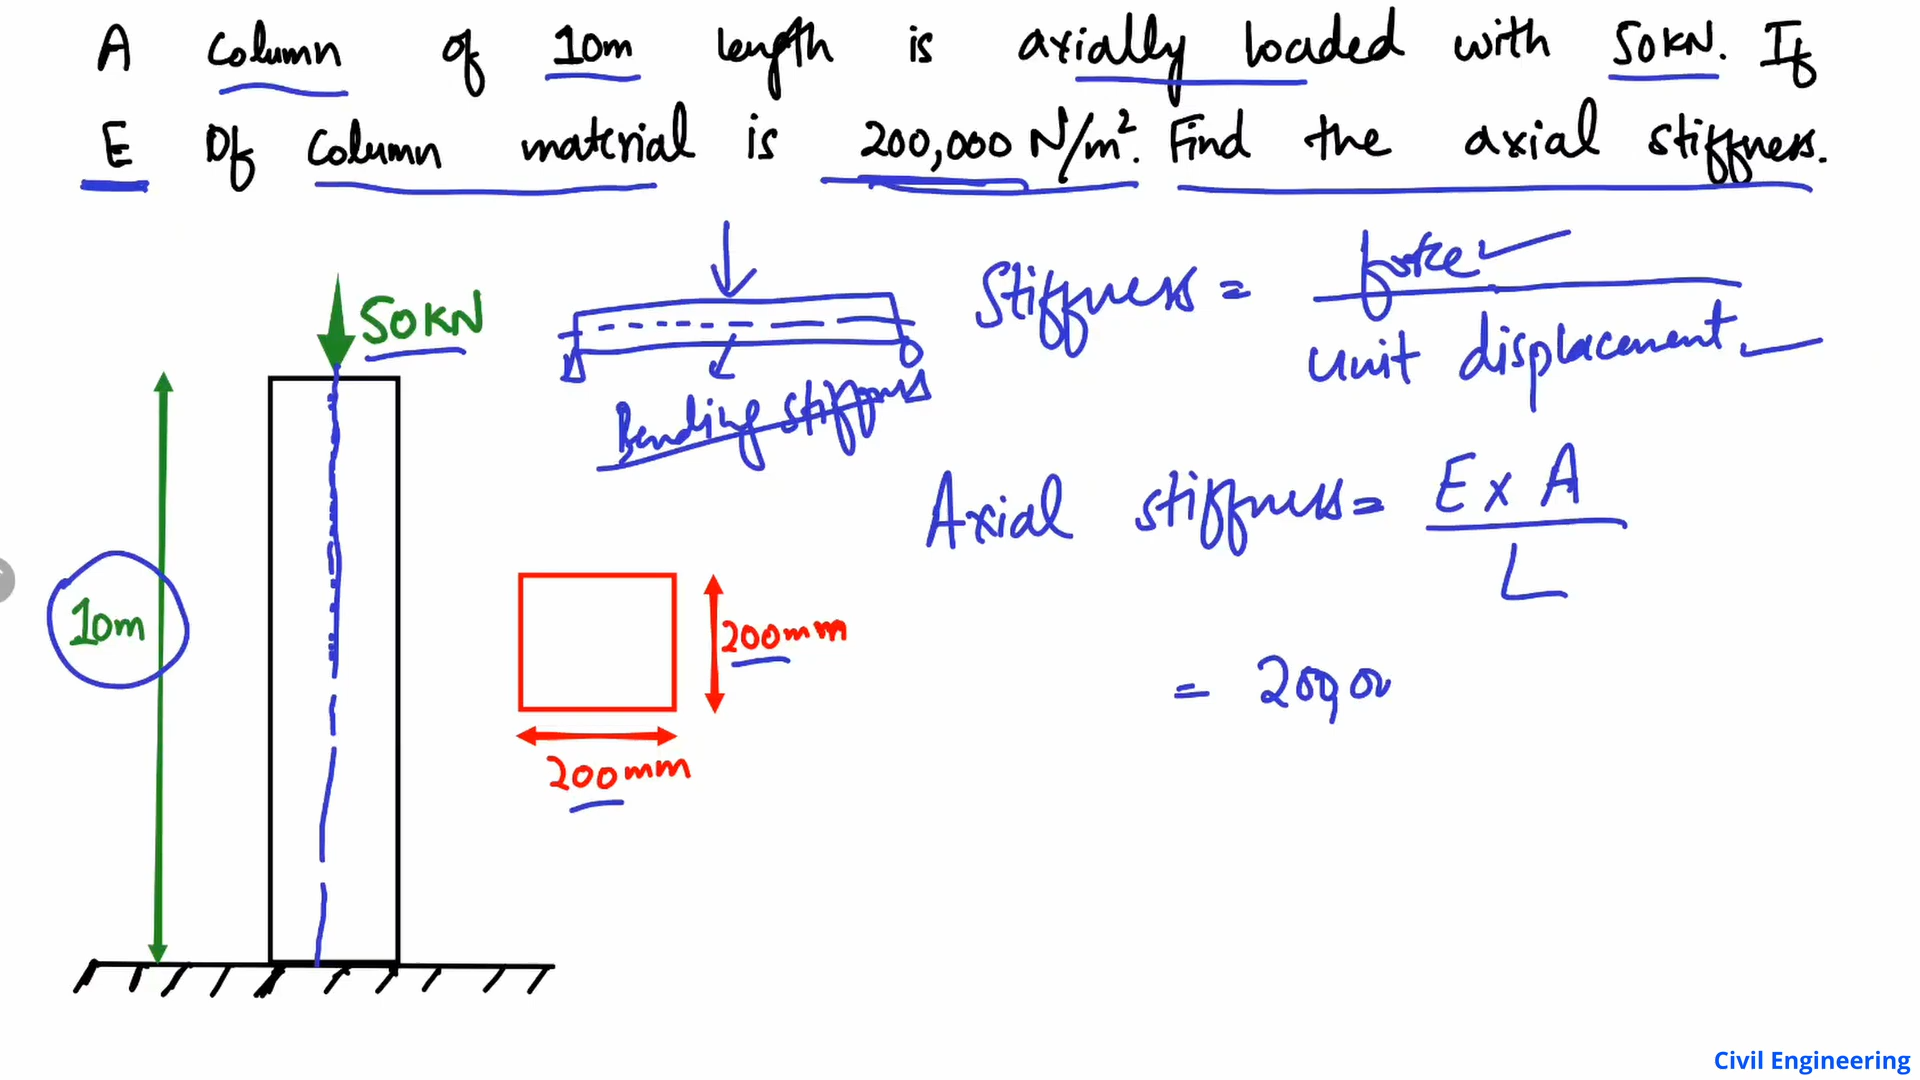 A column of 10m length is axially loaded with 50KN. If
E Of column material is 200,000 N/m². Find the axial stiffness.
50KN
10m
Bending stiffness
200mm
200mm
Stiffness = force / unit displacement
Axial stiffness = E x A / L
= 200,00
Civil Engineering